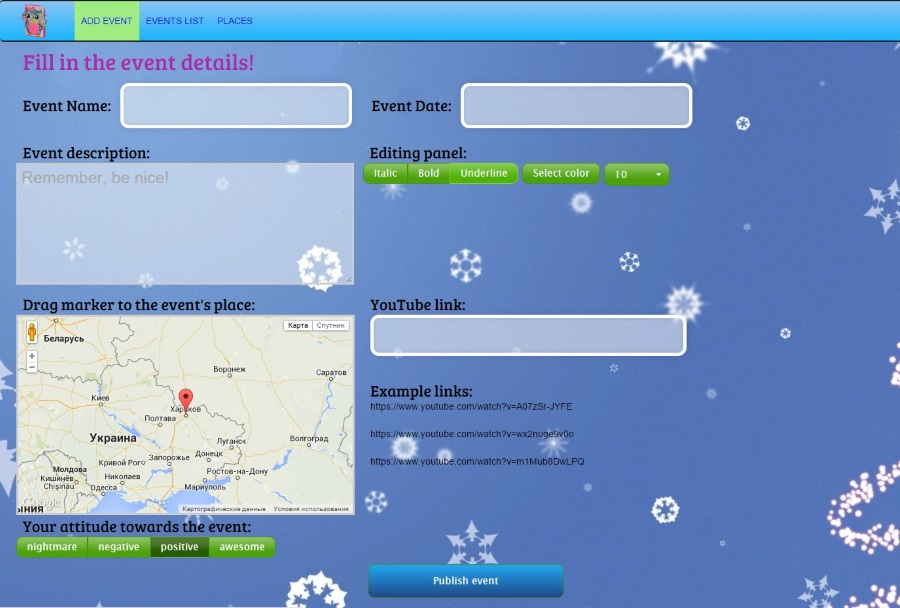 ADD EVENT EVENTS LIST PLACES
Fill in the event details!
Event Name: Event Date:
Event description:
Remember, be nice!
Editing panel:
Italic Bold Underline Select color 10
Drag marker to the event's place:
Карта Спутник
Беларусь
Воронеж
Саратов
Киев
Харьков
Полтава
Украина
Луганск
Волгоград
Кривой Рог Запорожье Донецк
Молдова
Кишинёв
Chișinău
Николаев
Одесса
Ростов-на-Дону
Мариуполь
ыния
Google
Картографические данные Условия использования
YouTube link:
Example links:
https://www.youtube.com/watch?v=A07zSr-JYFE
https://www.youtube.com/watch?v=wx2nuge9v0o
https://www.youtube.com/watch?v=m1Mub8DwLPQ
Your attitude towards the event:
nightmare negative positive awesome
Publish event